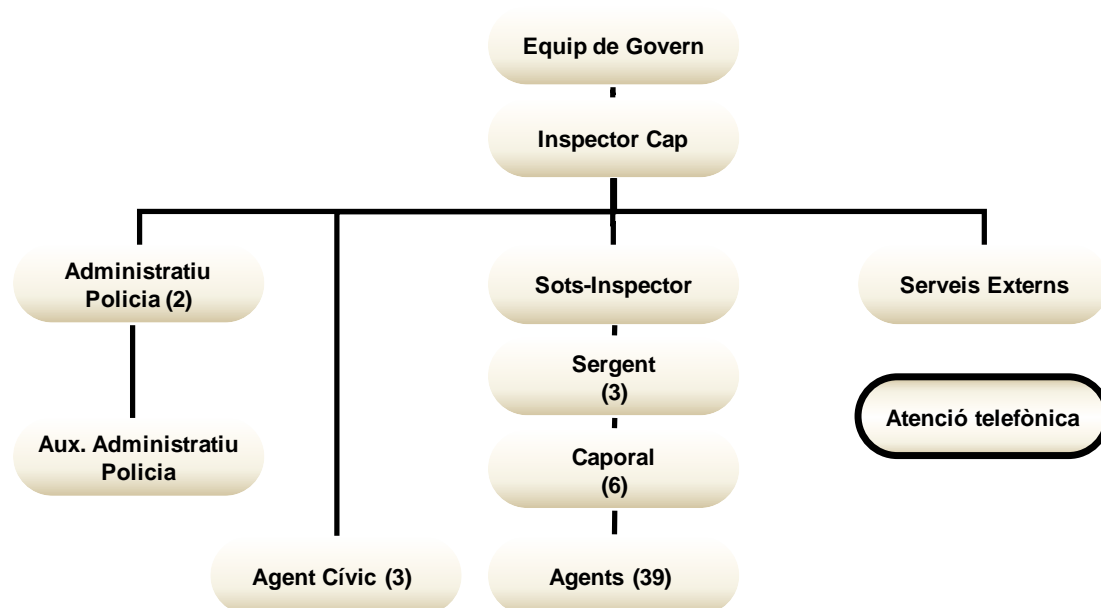 Equip de Govern
Inspector Cap
Administratiu
Policia (2)
Sots-Inspector
Serveis Externs
Sergent
(3)
Atenció telefònica
Aux. Administratiu
Policia
Caporal
(6)
Agent Cívic (3)
Agents (39)